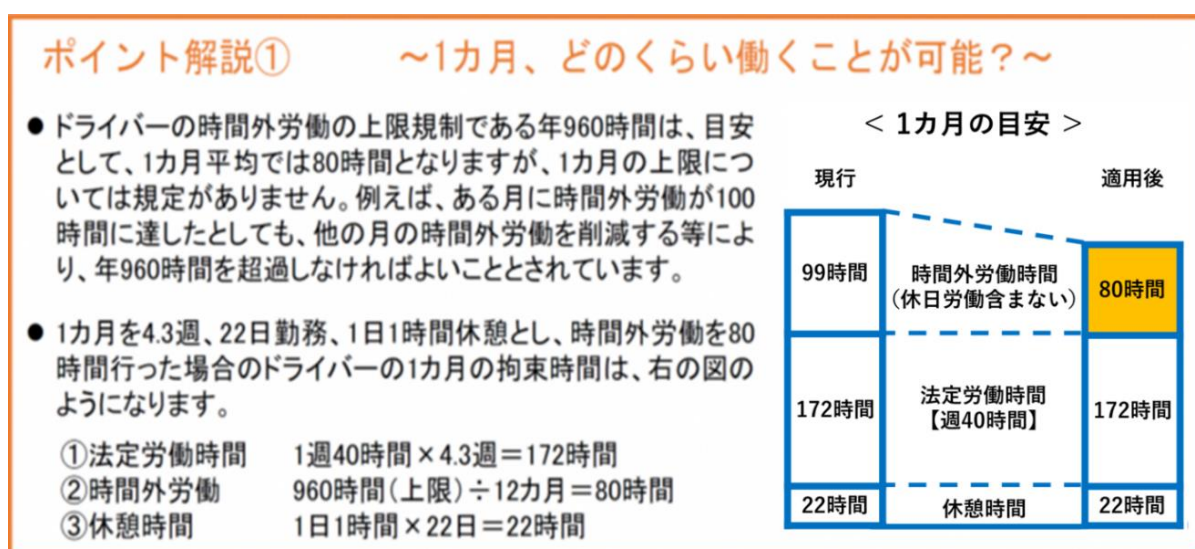 ポイント解説① ～1カ月、どのくらい働くことが可能？～
● ドライバーの時間外労働の上限規制である年960時間は、目安
として、1カ月平均では80時間となりますが、1カ月の上限につ
いては規定がありません。例えば、ある月に時間外労働が100
時間に達したとしても、他の月の時間外労働を削減する等によ
り、年960時間を超過しなければよいこととされています。
● 1カ月を4.3週、22日勤務、1日1時間休憩とし、時間外労働を80
時間行った場合のドライバーの1カ月の拘束時間は、右の図の
ようになります。
①法定労働時間 1週40時間×4.3週＝172時間
②時間外労働 960時間(上限)÷12カ月＝80時間
③休憩時間 1日1時間×22日＝22時間
＜ 1カ月の目安 ＞
現行 適用後
99時間 時間外労働時間 80時間
(休日労働含まない)
172時間 法定労働時間 172時間
【週40時間】
22時間 休憩時間 22時間